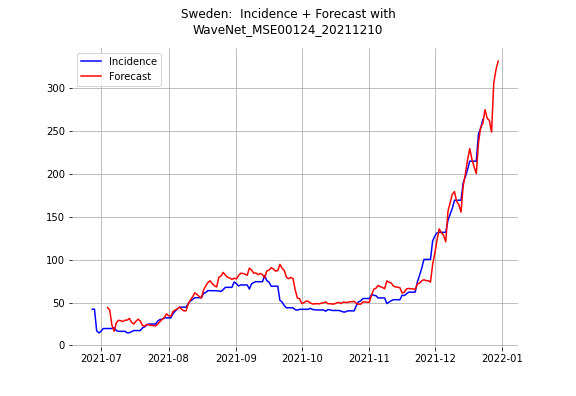 Sweden:  Incidence + Forecast with
WaveNet_MSE00124_20211210
Incidence
Forecast
300
250
200
150
100
50
0
2021-07 2021-08 2021-09 2021-10 2021-11 2021-12 2022-01